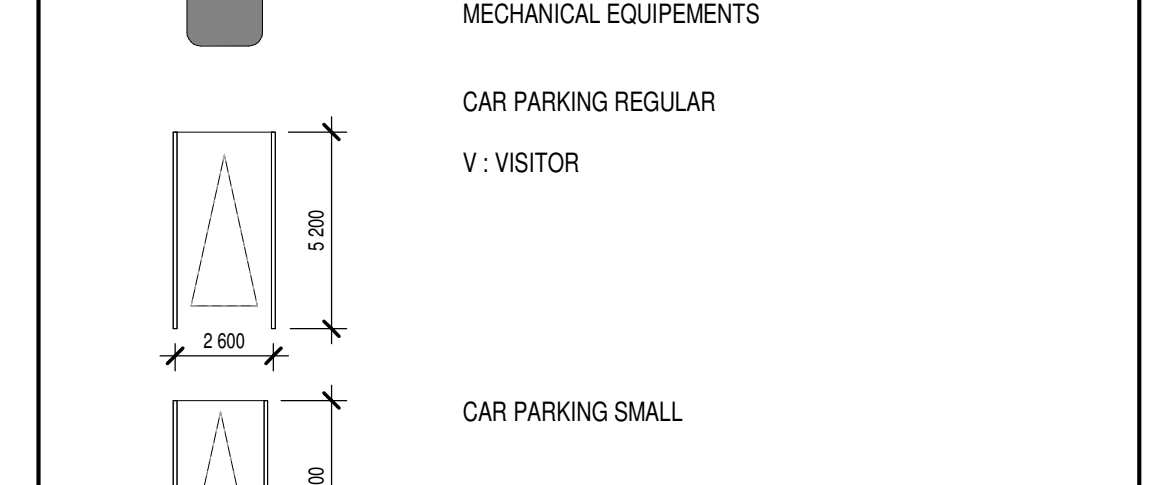 MECHANICAL EQUIPEMENTS
CAR PARKING REGULAR
V : VISITOR
5 200
2 600
CAR PARKING SMALL